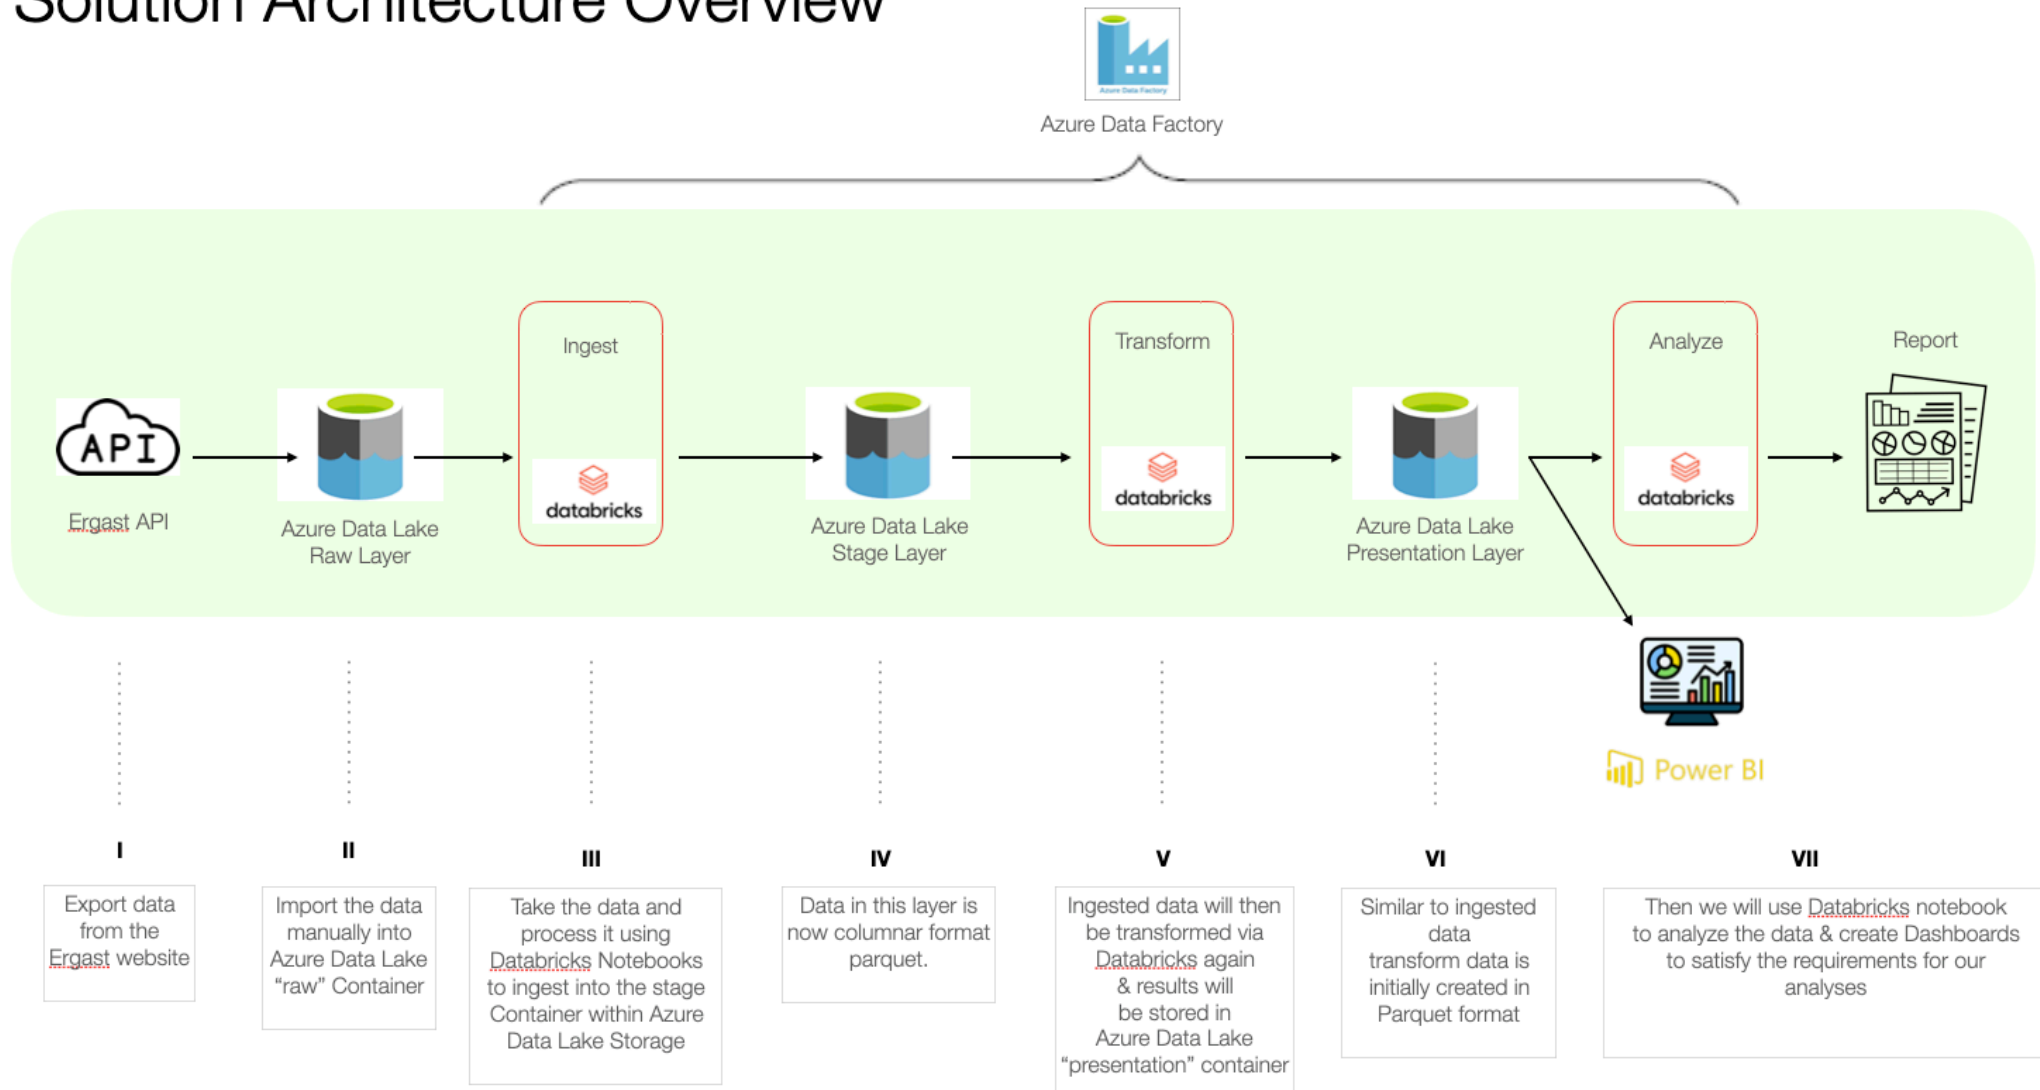 Solution Architecture Overview
Azure Data Factory
Azure Data Factory
Ingest
Transform
Analyze
Report
API
databricks
databricks
databricks
Ergast API
Azure Data Lake
Raw Layer
Azure Data Lake
Stage Layer
Azure Data Lake
Presentation Layer
Power BI
I
Export data
from the
Ergast website
II
Import the data
manually into
Azure Data Lake
“raw” Container
III
Take the data and
process it using
Databricks Notebooks
to ingest into the stage
Container within Azure
Data Lake Storage
IV
Data in this layer is
now columnar format
parquet.
V
Ingested data will then
be transformed via
Databricks again
& results will
be stored in
Azure Data Lake
“presentation” container
VI
Similar to ingested
data
transform data is
initially created in
Parquet format
VII
Then we will use Databricks notebook
to analyze the data & create Dashboards
to satisfy the requirements for our
analyses